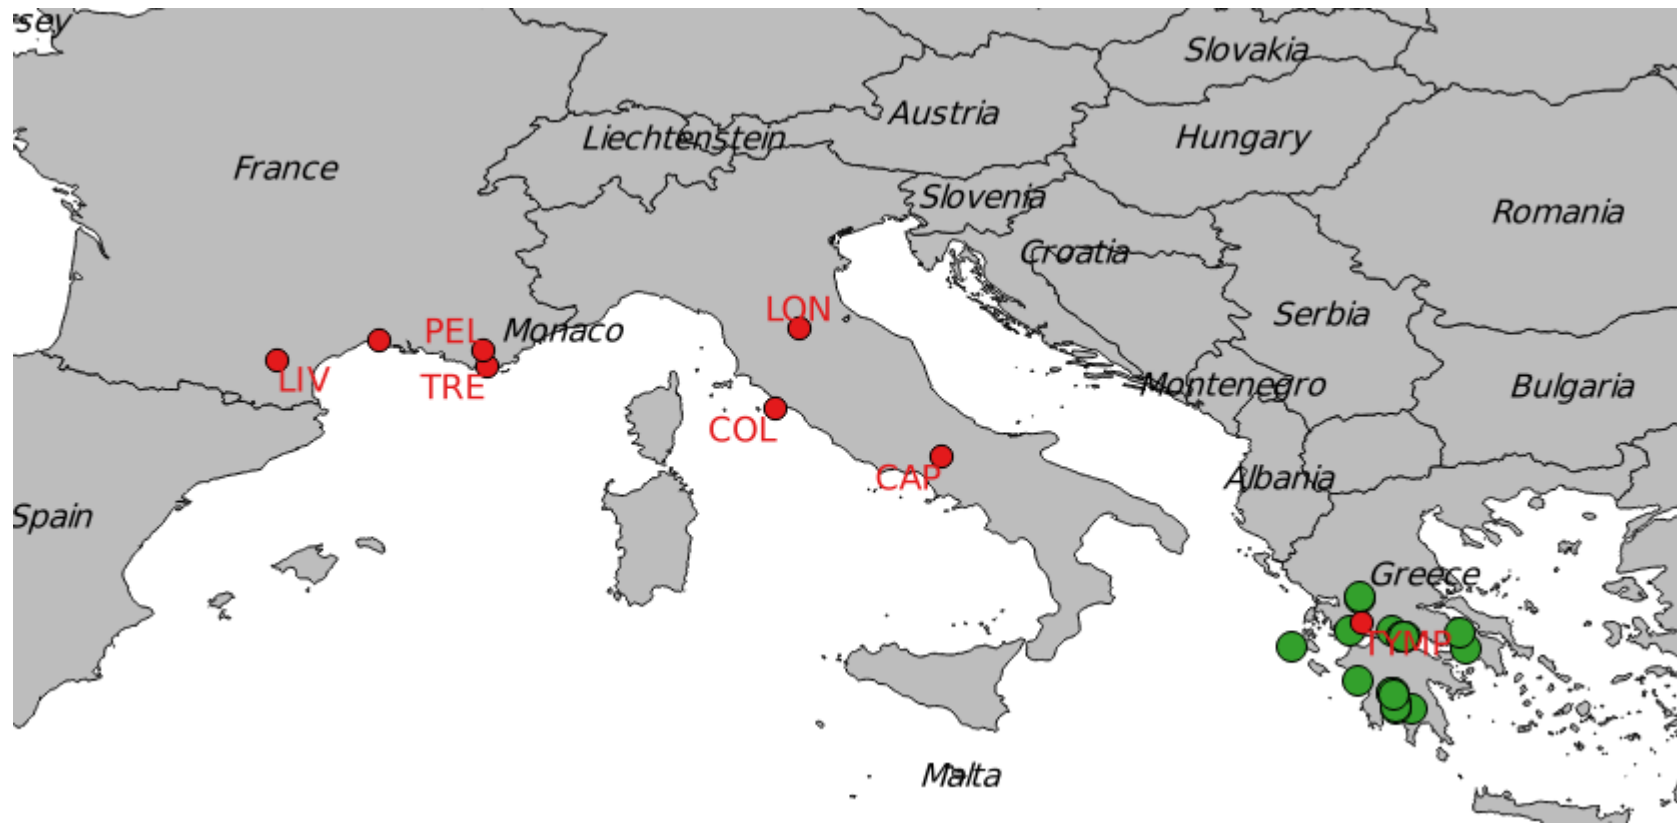 sey
Slovakia
Austria
Hungary
Liechtenstein
France
Slovenia
Romania
Croatia
LON
Serbia
PEL
Monaco
LIV
TRE
Montenegro
Bulgaria
COL
CAP
Albania
Spain
Greece
TYMP
Malta